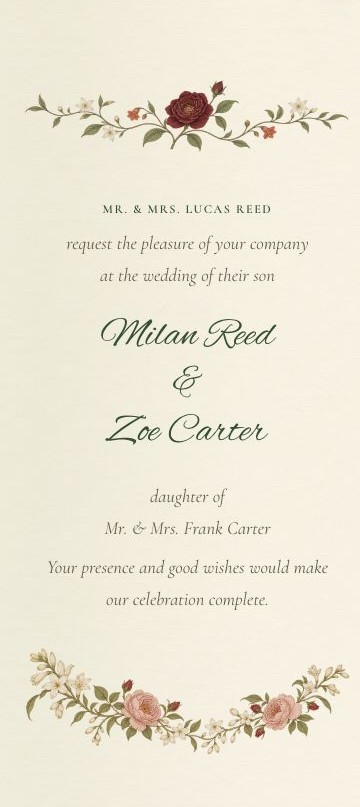 MR. & MRS. LUCAS REED
request the pleasure of your company
at the wedding of their son
Milan Reed
&
Zoe Carter
daughter of
Mr. & Mrs. Frank Carter
Your presence and good wishes would make
our celebration complete.